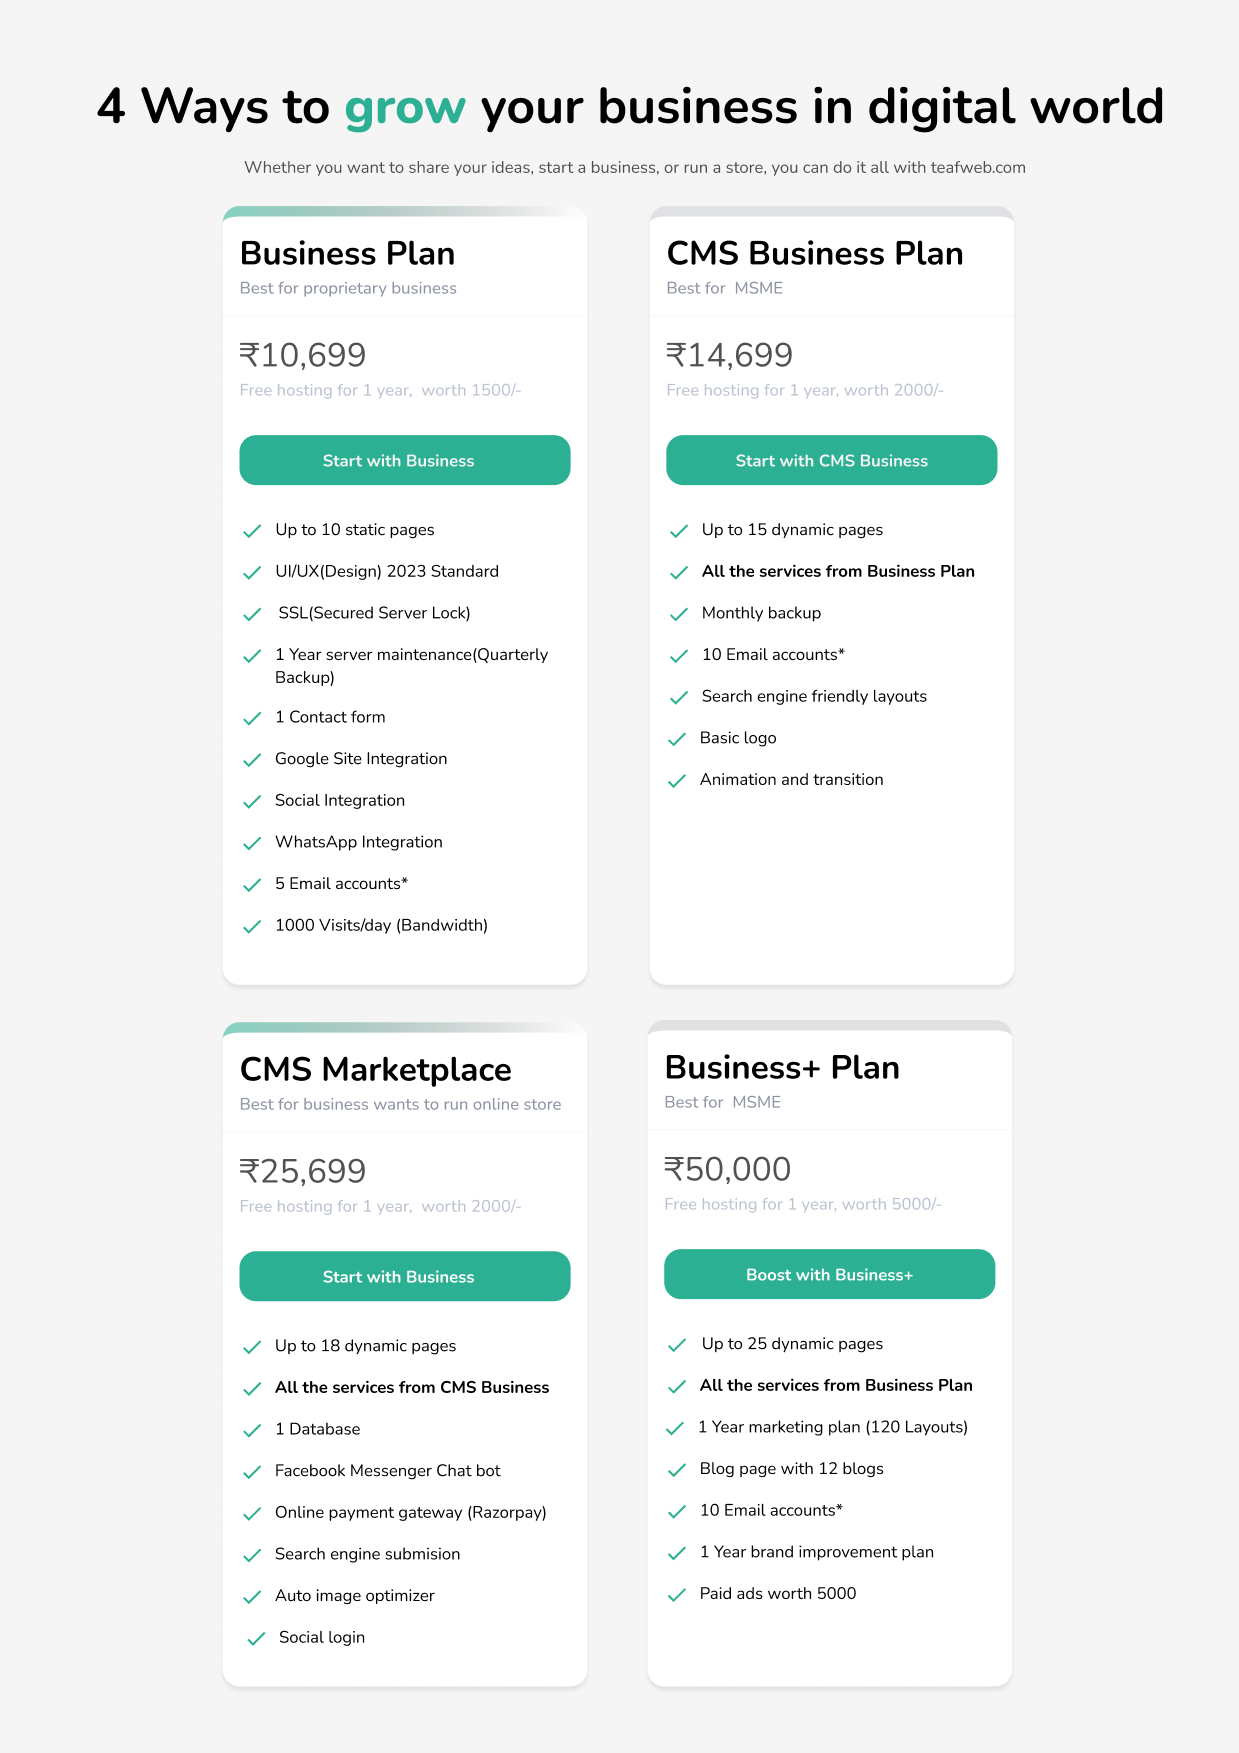 4 Ways to grow your business in digital world
Whether you want to share your ideas, start a business, or run a store, you can do it all with teafweb.com
Business Plan
Best for proprietary business
₹10,699
Free hosting for 1 year, worth 1500/-
Start with Business
Up to 10 static pages
UI/UX(Design) 2023 Standard
SSL(Secured Server Lock)
1 Year server maintenance(Quarterly
Backup)
1 Contact form
Google Site Integration
Social Integration
WhatsApp Integration
5 Email accounts*
1000 Visits/day (Bandwidth)
CMS Business Plan
Best for MSME
₹14,699
Free hosting for 1 year, worth 2000/-
Start with CMS Business
Up to 15 dynamic pages
All the services from Business Plan
Monthly backup
10 Email accounts*
Search engine friendly layouts
Basic logo
Animation and transition
CMS Marketplace
Best for business wants to run online store
₹25,699
Free hosting for 1 year, worth 2000/-
Start with Business
Up to 18 dynamic pages
All the services from CMS Business
1 Database
Facebook Messenger Chat bot
Online payment gateway (Razorpay)
Search engine submision
Auto image optimizer
Social login
Business+ Plan
Best for MSME
₹50,000
Free hosting for 1 year, worth 5000/-
Boost with Business+
Up to 25 dynamic pages
All the services from Business Plan
1 Year marketing plan (120 Layouts)
Blog page with 12 blogs
10 Email accounts*
1 Year brand improvement plan
Paid ads worth 5000